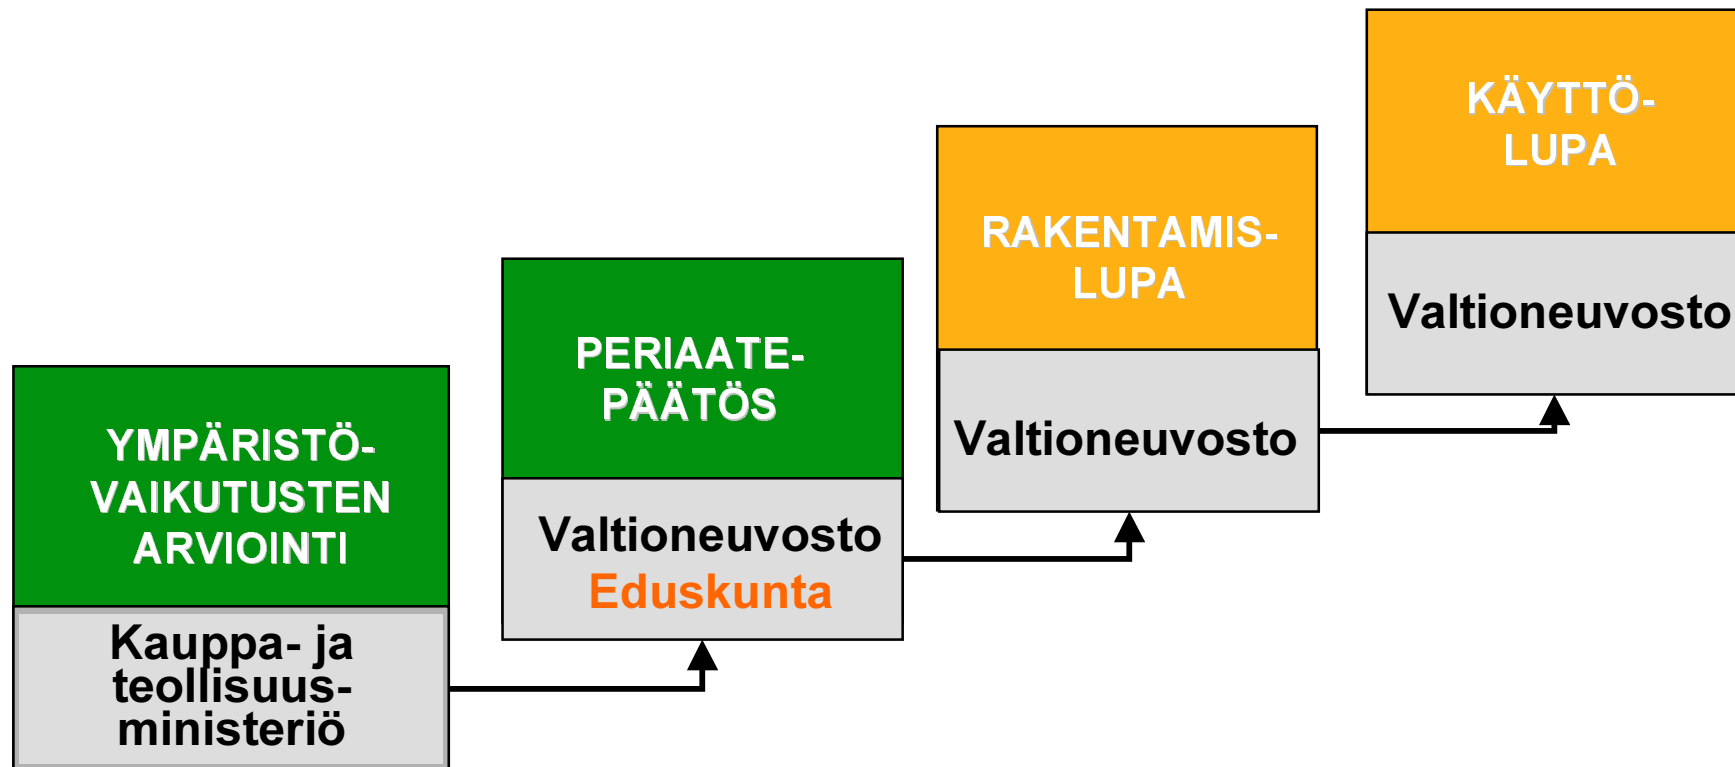 YMPÄRISTÖ-
VAIKUTUSTEN
ARVIOINTI
Kauppa- ja
teollisuus-
ministeriö
PERIAATE-
PÄÄTÖS
Valtioneuvosto
Eduskunta
RAKENTAMIS-
LUPA
Valtioneuvosto
KÄYTTÖ-
LUPA
Valtioneuvosto